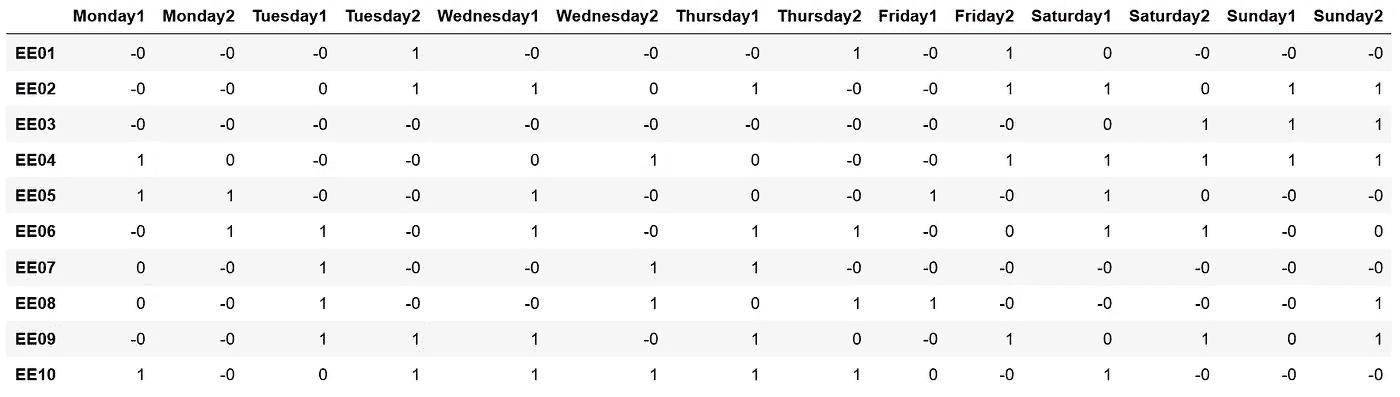 Monday1 Monday2 Tuesday1 Tuesday2 Wednesday1 Wednesday2 Thursday1 Thursday2 Friday1 Friday2 Saturday1 Saturday2 Sunday1 Sunday2
EE01 -0 -0 -0 1 -0 -0 -0 1 -0 1 0 -0 -0 -0
EE02 -0 -0 0 1 1 0 1 -0 -0 1 1 0 1 1
EE03 -0 -0 -0 -0 -0 -0 -0 -0 -0 -0 0 1 1 1
EE04 1 0 -0 -0 0 1 0 -0 -0 1 1 1 1 1
EE05 1 1 -0 -0 1 -0 0 -0 1 -0 1 0 -0 -0
EE06 -0 1 1 -0 1 -0 1 1 -0 0 1 1 -0 0
EE07 0 -0 1 -0 -0 1 1 -0 -0 -0 -0 -0 -0 -0
EE08 0 -0 1 -0 -0 1 0 1 1 -0 -0 -0 -0 1
EE09 -0 -0 1 1 1 -0 1 0 -0 1 0 1 0 1
EE10 1 -0 0 1 1 1 1 1 0 -0 1 -0 -0 -0